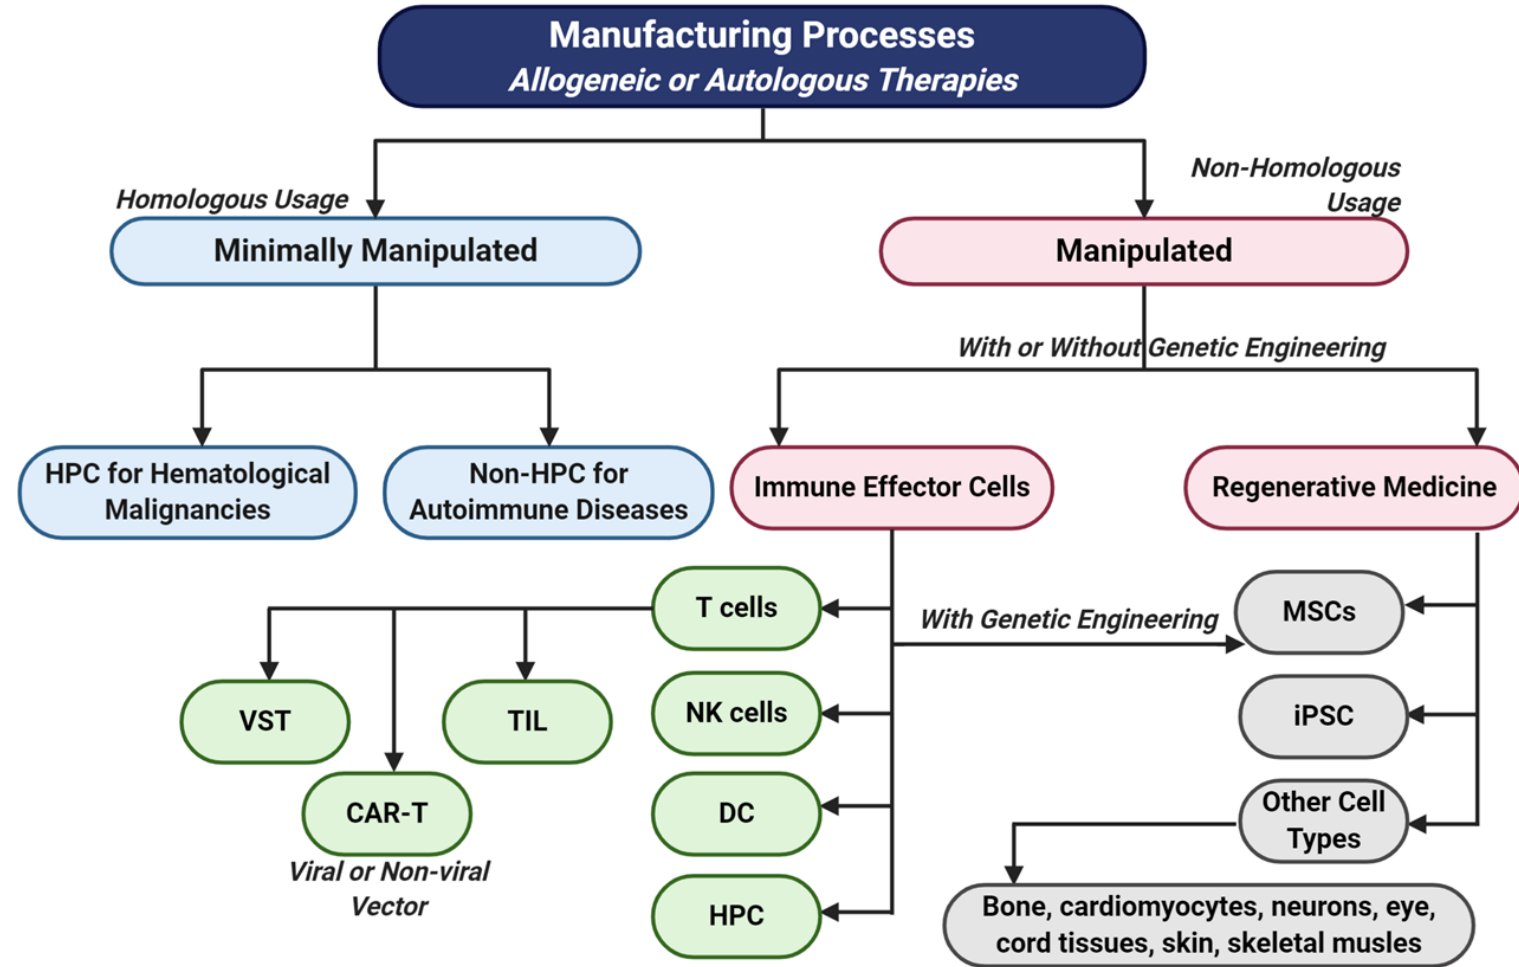 Manufacturing Processes
Allogeneic or Autologous Therapies
Homologous Usage
Non-Homologous
Usage
Minimally Manipulated
Manipulated
With or Without Genetic Engineering
HPC for Hematological
Malignancies
Non-HPC for
Autoimmune Diseases
Immune Effector Cells
Regenerative Medicine
T cells
With Genetic Engineering
MSCs
VST
TIL
NK cells
iPSC
CAR-T
Viral or Non-viral
Vector
DC
Other Cell
Types
HPC
Bone, cardiomyocytes, neurons, eye,
cord tissues, skin, skeletal musles